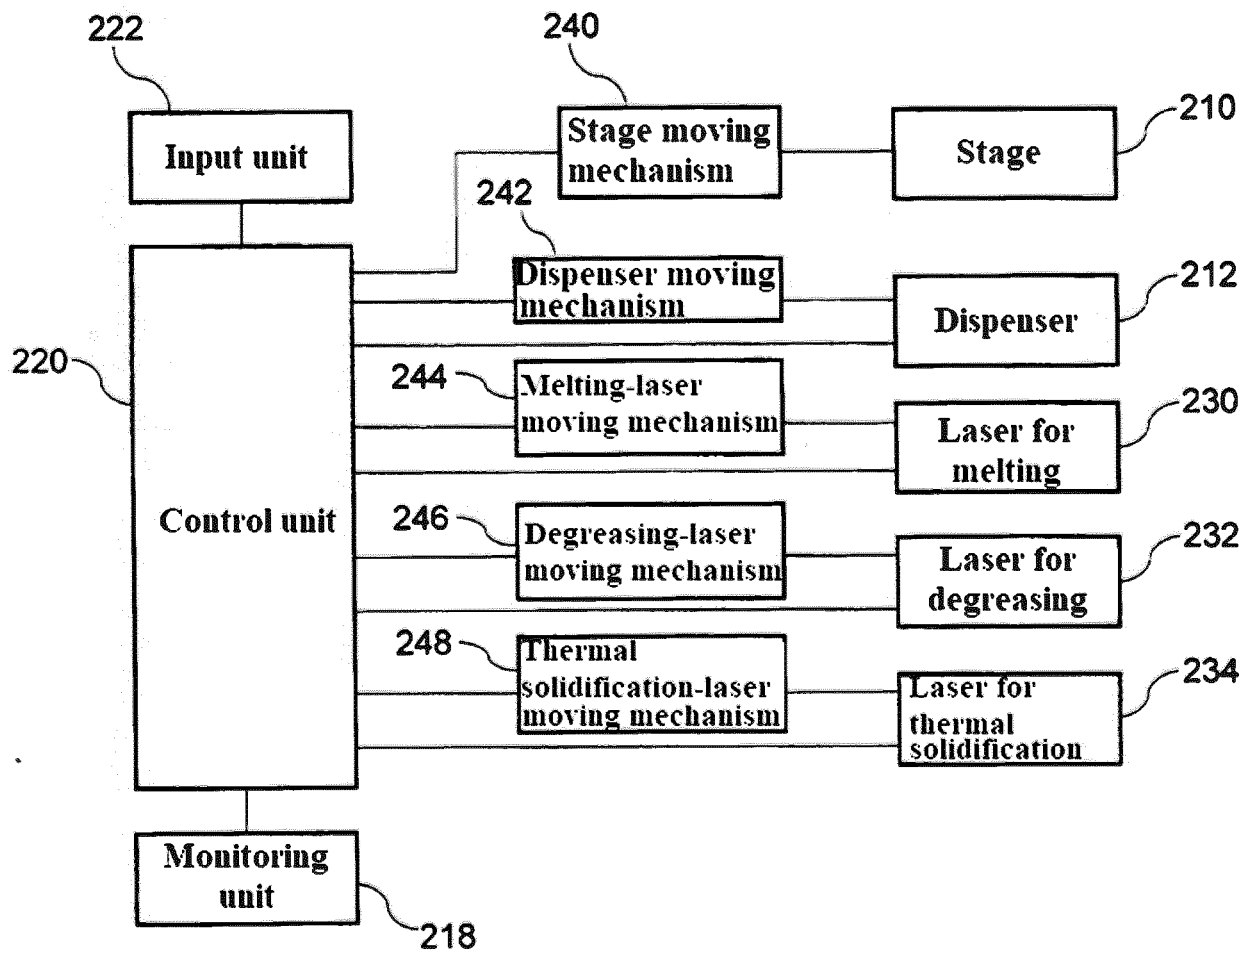 222
240
210
Input unit
Stage moving
mechanism
Stage
242
Dispenser moving
mechanism
212
Dispenser
220
244
Melting-laser
moving mechanism
230
Laser for
melting
Control unit
246
Degreasing-laser
moving mechanism
232
Laser for
degreasing
248
Thermal
solidification-laser
moving mechanism
234
Laser for
thermal
solidification
Monitoring
unit
218